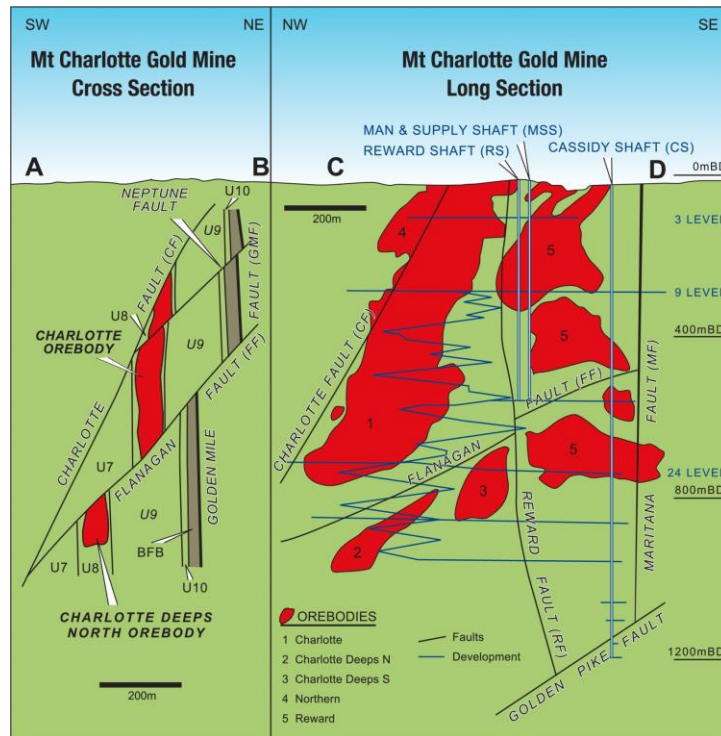 SW
NE
Mt Charlotte Gold Mine
Cross Section
A
B
NEPTUNE
FAULT
U10
U9
FAULT (CF)
FAULT (GMF)
U8
CHARLOTTE
OREBODY
U9
CHARLOTTE
FAULT (FF)
FLANAGAN
GOLDEN MILE
U7
U9
BFB
U7
U8
U10
CHARLOTTE DEEPS
NORTH OREBODY
200m
NW
SE
Mt Charlotte Gold Mine
Long Section
MAN & SUPPLY SHAFT (MSS)
REWARD SHAFT (RS)
CASSIDY SHAFT (CS)
C
D
0mBD
200m
4
3 LEVEL
5
9 LEVEL
CHARLOTTE FAULT (CF)
400mBD
5
FAULT (MF)
FAULT (FF)
1
FLANAGAN
5
24 LEVEL
3
800mBD
REWARD
MARITANA
2
FAULT (RF)
OREBODIES
1 Charlotte
2 Charlotte Deeps N
3 Charlotte Deeps S
4 Northern
5 Reward
Faults
Development
GOLDEN PIKE FAULT
1200mBD